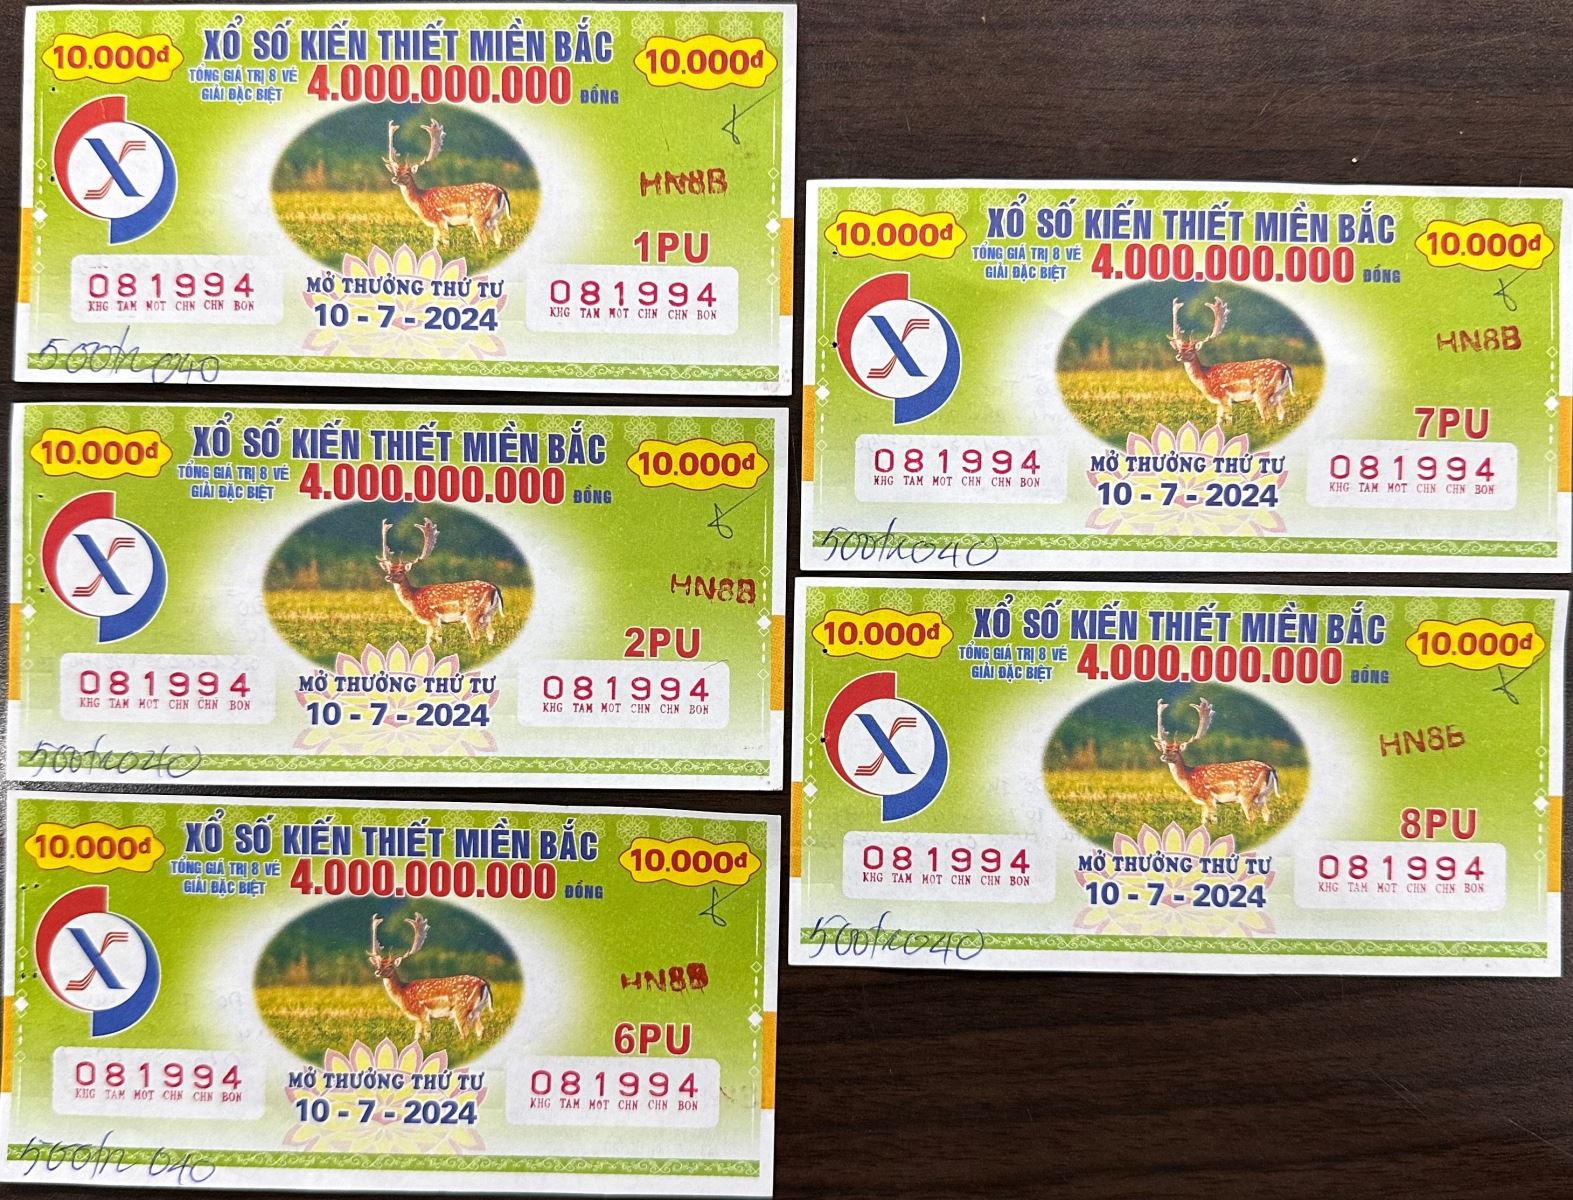 10.000đ
XỔ SỐ KIẾN THIẾT MIỀN BẮC
10.000đ
TỔNG GIÁ TRỊ 8 VÉ
GIẢI ĐẶC BIỆT
4.000.000.000 ĐỒNG
X
HN8B
1PU
081994
KHG TAM MOT CHN CHN BON
MỞ THƯỞNG THỨ TƯ
10 - 7 - 2024
081994
KHG TAM MOT CHN CHN BON
040
10.000đ
XỔ SỐ KIẾN THIẾT MIỀN BẮC
10.000đ
TỔNG GIÁ TRỊ 8 VÉ
GIẢI ĐẶC BIỆT
4.000.000.000 ĐỒNG
X
HN8B
2PU
081994
KHG TAM MOT CHN CHN BON
MỞ THƯỞNG THỨ TƯ
10 - 7 - 2024
081994
KHG TAM MOT CHN CHN BON
10.000đ
XỔ SỐ KIẾN THIẾT MIỀN BẮC
10.000đ
TỔNG GIÁ TRỊ 8 VÉ
GIẢI ĐẶC BIỆT
4.000.000.000 ĐỒNG
X
HN8B
6PU
081994
KHG TAM MOT CHN CHN BON
MỞ THƯỞNG THỨ TƯ
10 - 7 - 2024
081994
KHG TAM MOT CHN CHN BON
040
10.000đ
XỔ SỐ KIẾN THIẾT MIỀN BẮC
10.000đ
TỔNG GIÁ TRỊ 8 VÉ
GIẢI ĐẶC BIỆT
4.000.000.000 ĐỒNG
X
HN8B
7PU
081994
KHG TAM MOT CHN CHN BON
MỞ THƯỞNG THỨ TƯ
10 - 7 - 2024
081994
KHG TAM MOT CHN CHN BON
10.000đ
XỔ SỐ KIẾN THIẾT MIỀN BẮC
10.000đ
TỔNG GIÁ TRỊ 8 VÉ
GIẢI ĐẶC BIỆT
4.000.000.000 ĐỒNG
X
HN8B
8PU
081994
KHG TAM MOT CHN CHN BON
MỞ THƯỞNG THỨ TƯ
10 - 7 - 2024
081994
KHG TAM MOT CHN CHN BON